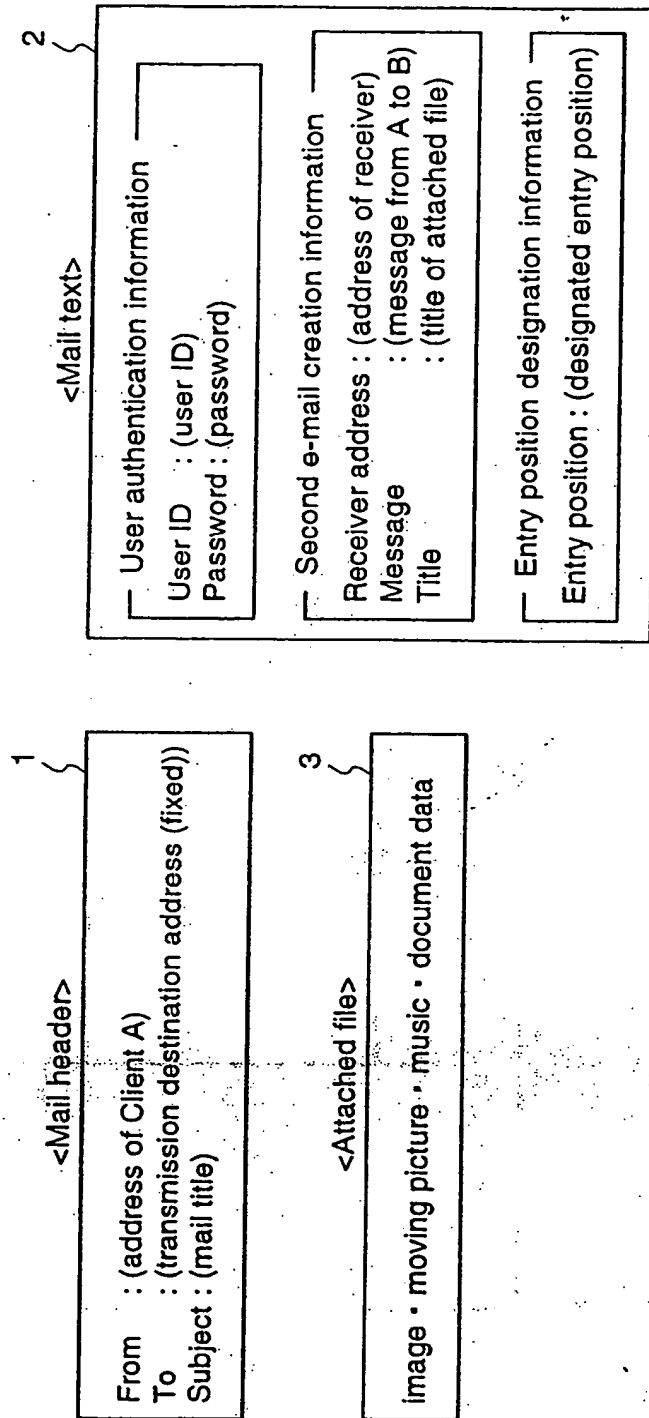 <Mail header>
1
From : (address of Client A)
To : (transmission destination address (fixed))
Subject : (mail title)
<Attached file>
3
image・moving picture・music・document data
<Mail text>
2
User authentication information
User ID : (user ID)
Password : (password)
Second e-mail creation information
Receiver address : (address of receiver)
Message : (message from A to B)
Title : (title of attached file)
Entry position designation information
Entry position : (designated entry position)